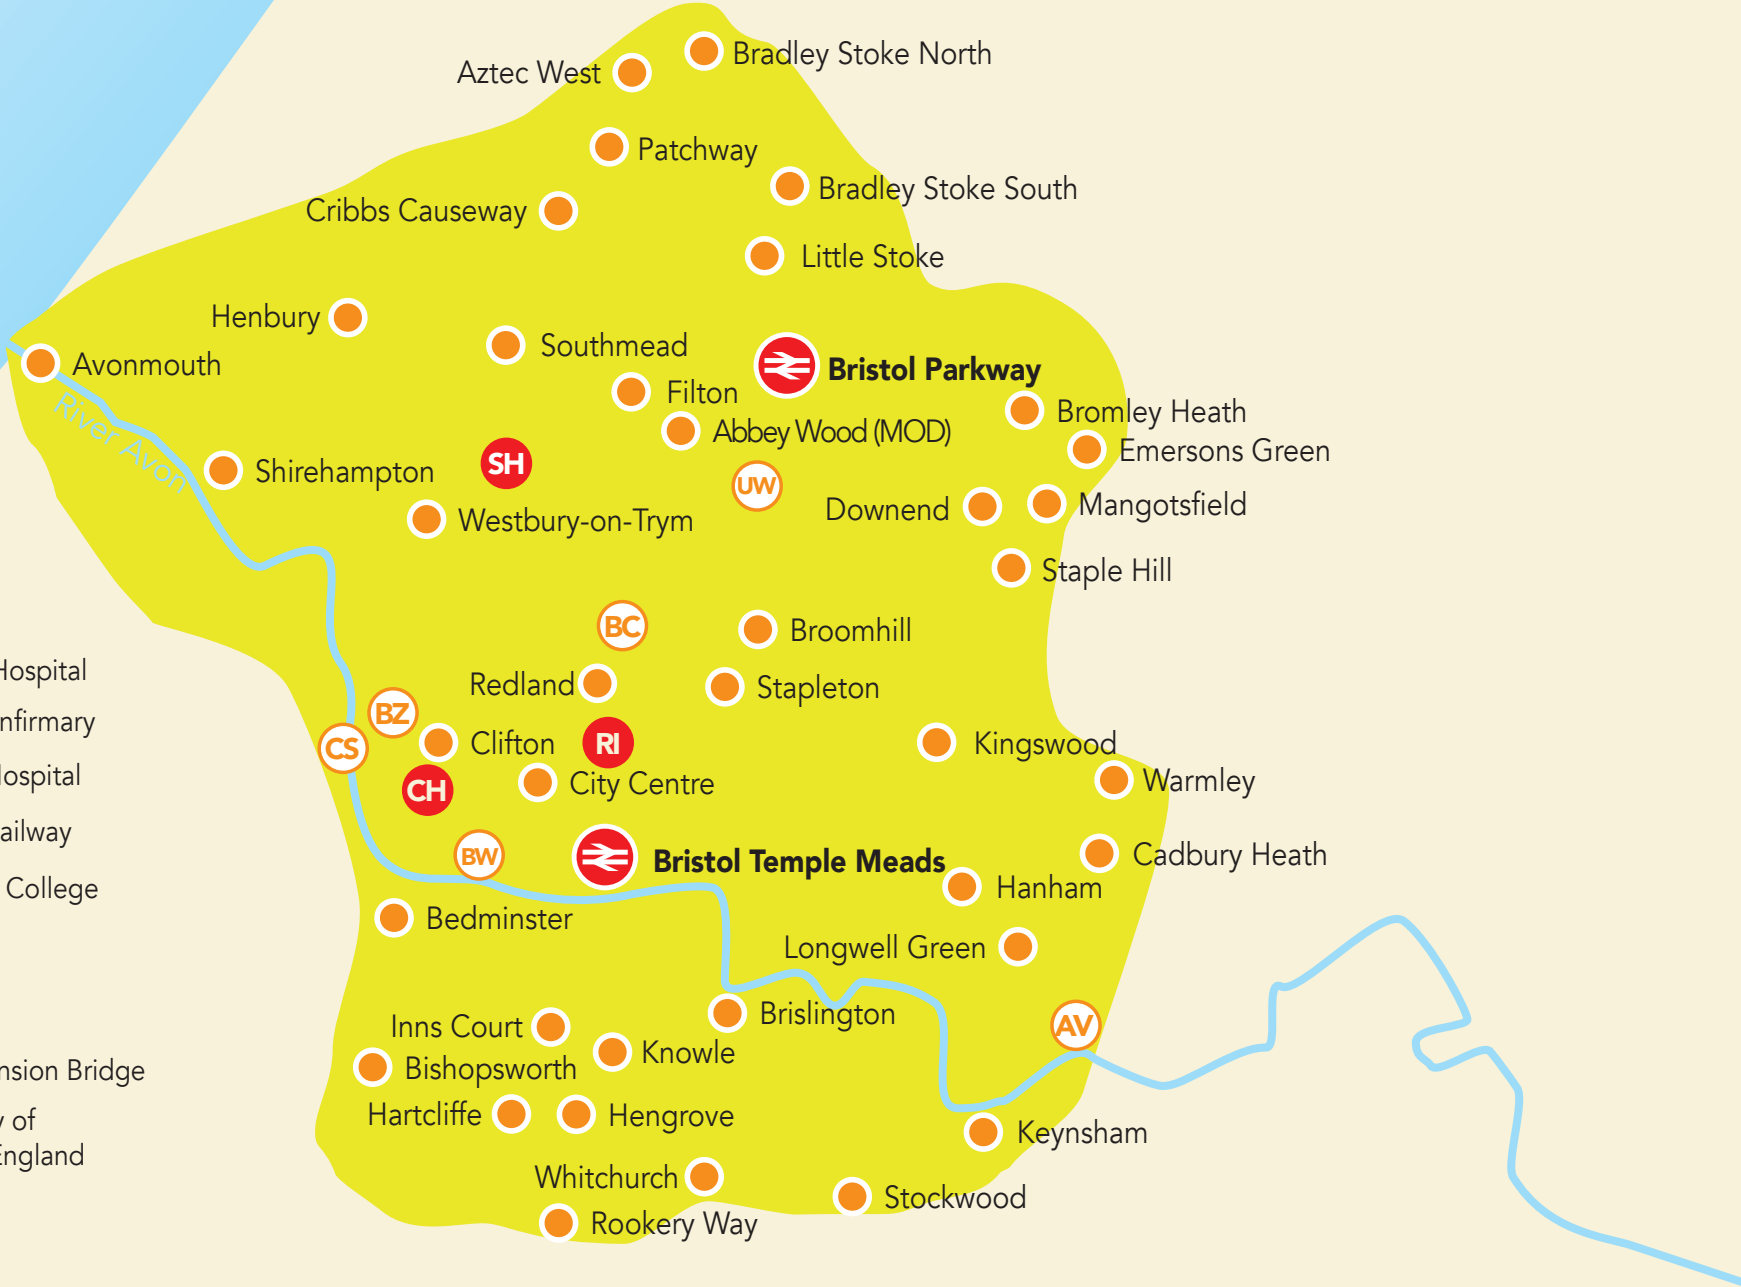 Bradley Stoke North
Aztec West
Patchway
Bradley Stoke South
Cribbs Causeway
Little Stoke
Henbury
Southmead
Avonmouth
Bristol Parkway
Filton
River Avon
Bromley Heath
Abbey Wood (MOD)
Emersons Green
SH
Shirehampton
UW
Mangotsfield
Downend
Westbury-on-Trym
Staple Hill
BC
Broomhill
Hospital
Redland
Stapleton
BZ
nfirmary
CS
Clifton
RI
Kingswood
ospital
CH
City Centre
Warmley
ailway
BW
Bristol Temple Meads
Cadbury Heath
College
Hanham
Bedminster
Longwell Green
Brislington
AV
Inns Court
Knowle
nsion Bridge
Bishopsworth
Hartcliffe
Hengrove
y of
Keynsham
England
Whitchurch
Stockwood
Rookery Way